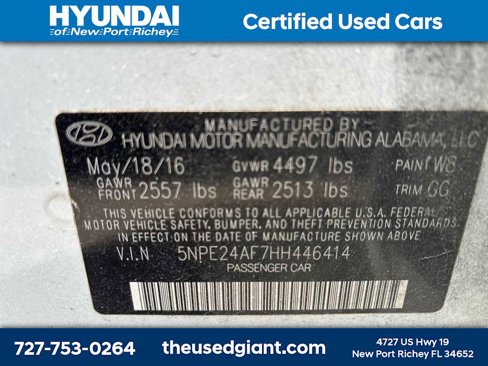 HYUNDAI
of New Port Richey
Certified Used Cars
MANUFACTURED BY
HYUNDAI MOTOR MANUFACTURING ALABAMA, LLC
May/18/16 GVWR 4497 lbs PAINT W8
GAWR FRONT 2557 lbs GAWR REAR 2513 lbs TRIM GG
THIS VEHICLE CONFORMS TO ALL APPLICABLE U.S.A. FEDERAL
MOTOR VEHICLE SAFETY, BUMPER, AND THEFT PREVENTION STANDARDS
IN EFFECT ON THE DATE OF MANUFACTURE SHOWN ABOVE.
V.I.N 5NPE24AF7HH446414
PASSENGER CAR
727-753-0264
theusedgiant.com
4727 US Hwy 19
New Port Richey FL 34652